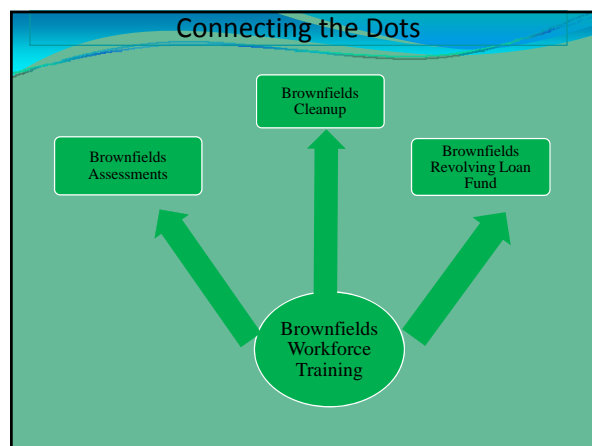 Connecting the Dots
Brownfields
Cleanup
Brownfields
Assessments
Brownfields
Revolving Loan
Fund
Brownfields
Workforce
Training